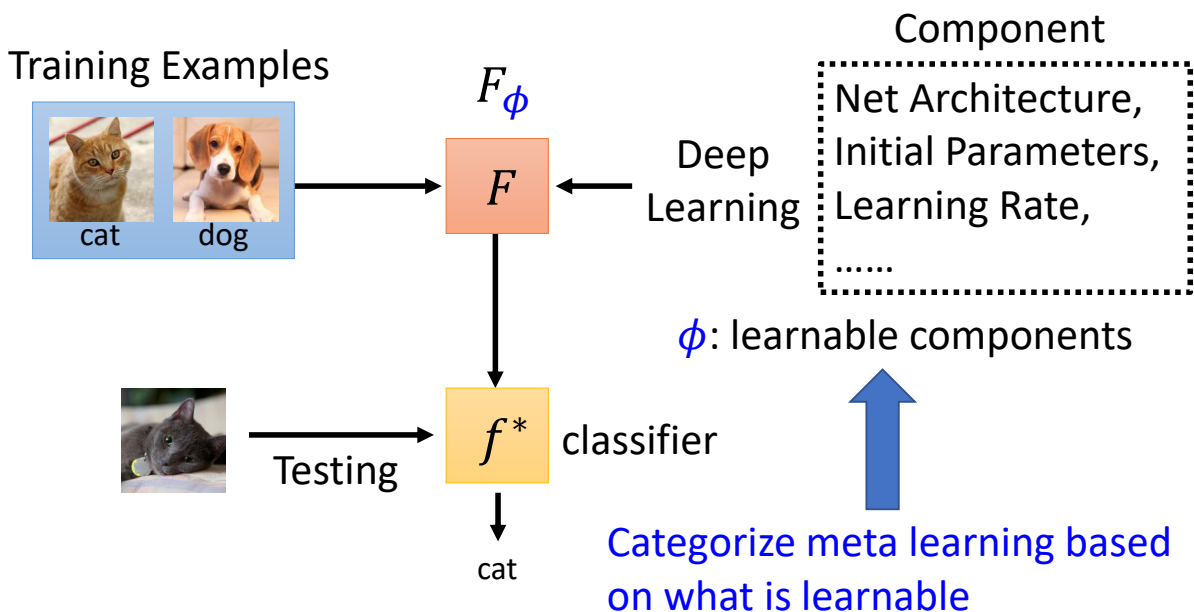 Training Examples
cat dog
F_ϕ
F
Deep
Learning
Component
Net Architecture,
Initial Parameters,
Learning Rate,
......
ϕ: learnable components
Testing
f*
classifier
cat
Categorize meta learning based
on what is learnable